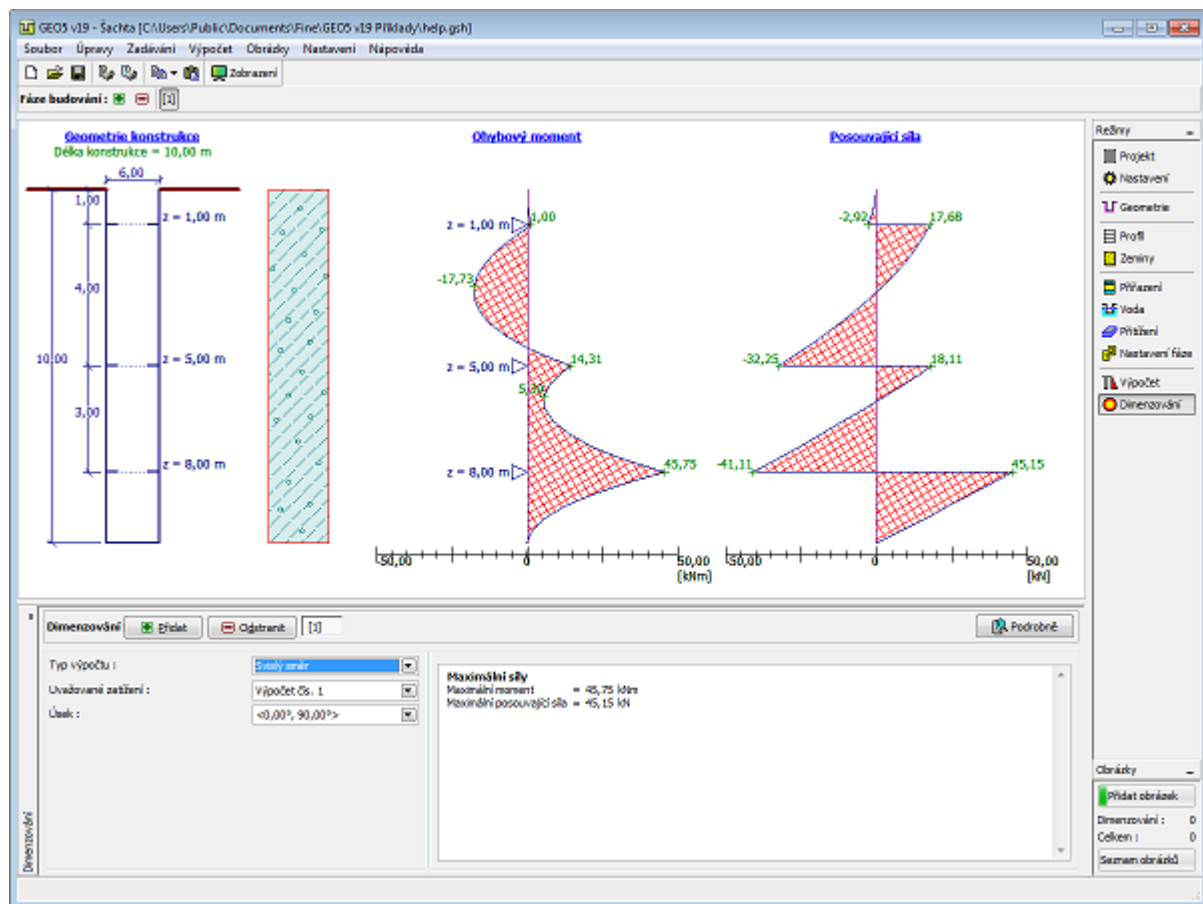 GEO5 v19 - Šachta [C:\Users\Public\Documents\Fine\GEO5 v19 Příklady\help.gsh]
Soubor Úpravy Zadávání Výpočet Obrázky Nastavení Nápověda
Zobrazení
Fáze budování : [1]
Geometrie konstrukce
Délka konstrukce = 10,00 m
6,00
1,00
z = 1,00 m
4,00
10,00
z = 5,00 m
3,00
z = 8,00 m
Ohybový moment
z = 1,00 m
1,00
-17,73
z = 5,00 m
14,31
z = 8,00 m
45,75
-50,00 0 50,00
[kNm]
Posouvající síla
-2,92 17,68
-32,25 18,11
-41,11 45,15
-50,00 0 50,00
[kN]
Režimy
Projekt
Nastavení
Geometrie
Profil
Zeminy
Přiřazení
Voda
Přitížení
Nastavení fáze
Výpočet
Dimenzování
Dimenzování Přidat Odstranit [1] Podrobně
Typ výpočtu : Svislý směr
Uvažované zatížení : Výpočet čís. 1
Úsek : <0,00°, 90,00°>
Maximální síly
Maximální moment = 45,75 kNm
Maximální posouvající síla = 45,15 kN
Dimenzování
Obrázky
Přidat obrázek
Dimenzování : 0
Celkem : 0
Seznam obrázků